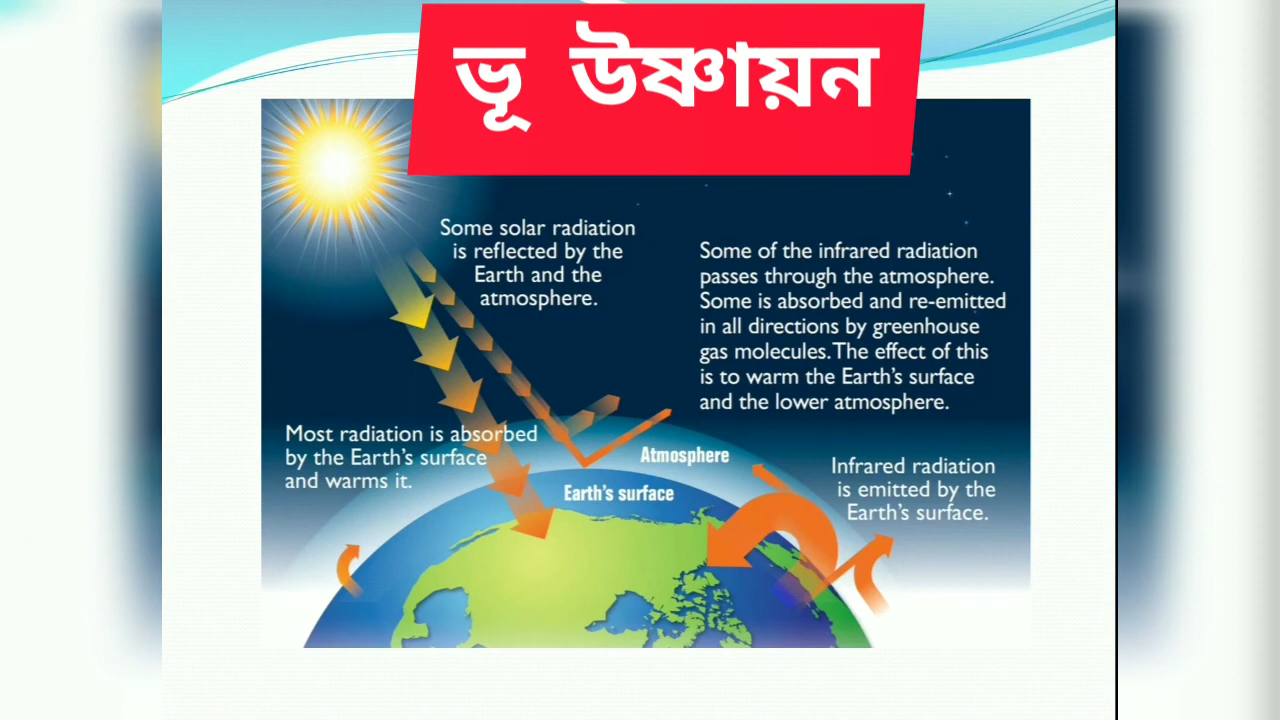 ভূ উষ্ণায়ন
Some solar radiation
is reflected by the
Earth and the
atmosphere.
Some of the infrared radiation
passes through the atmosphere.
Some is absorbed and re-emitted
in all directions by greenhouse
gas molecules. The effect of this
is to warm the Earth's surface
and the lower atmosphere.
Most radiation is absorbed
by the Earth's surface
and warms it.
Atmosphere
Earth's surface
Infrared radiation
is emitted by the
Earth's surface.